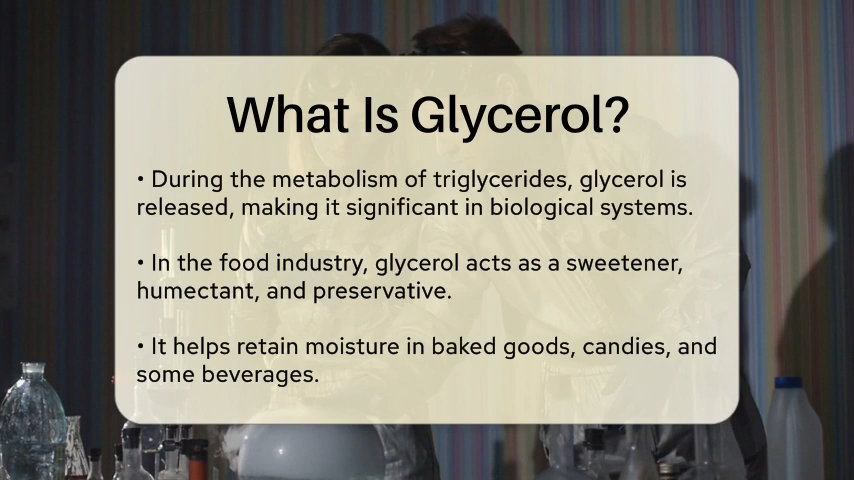 What Is Glycerol?
• During the metabolism of triglycerides, glycerol is
released, making it significant in biological systems.
• In the food industry, glycerol acts as a sweetener,
humectant, and preservative.
• It helps retain moisture in baked goods, candies, and
some beverages.